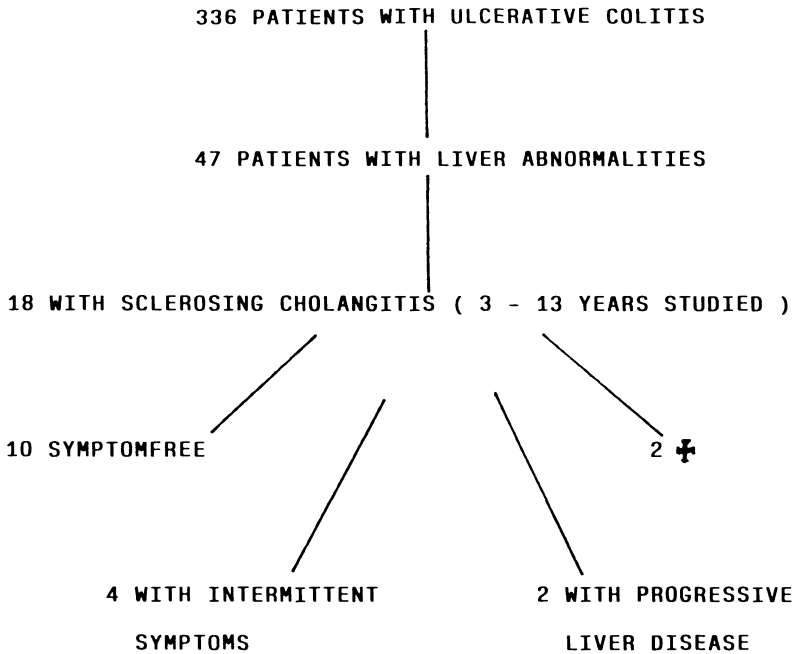 336 PATIENTS WITH ULCERATIVE COLITIS
47 PATIENTS WITH LIVER ABNORMALITIES
18 WITH SCLEROSING CHOLANGITIS ( 3 - 13 YEARS STUDIED )
10 SYMPTOMFREE
2 ✠
4 WITH INTERMITTENT
SYMPTOMS
2 WITH PROGRESSIVE
LIVER DISEASE